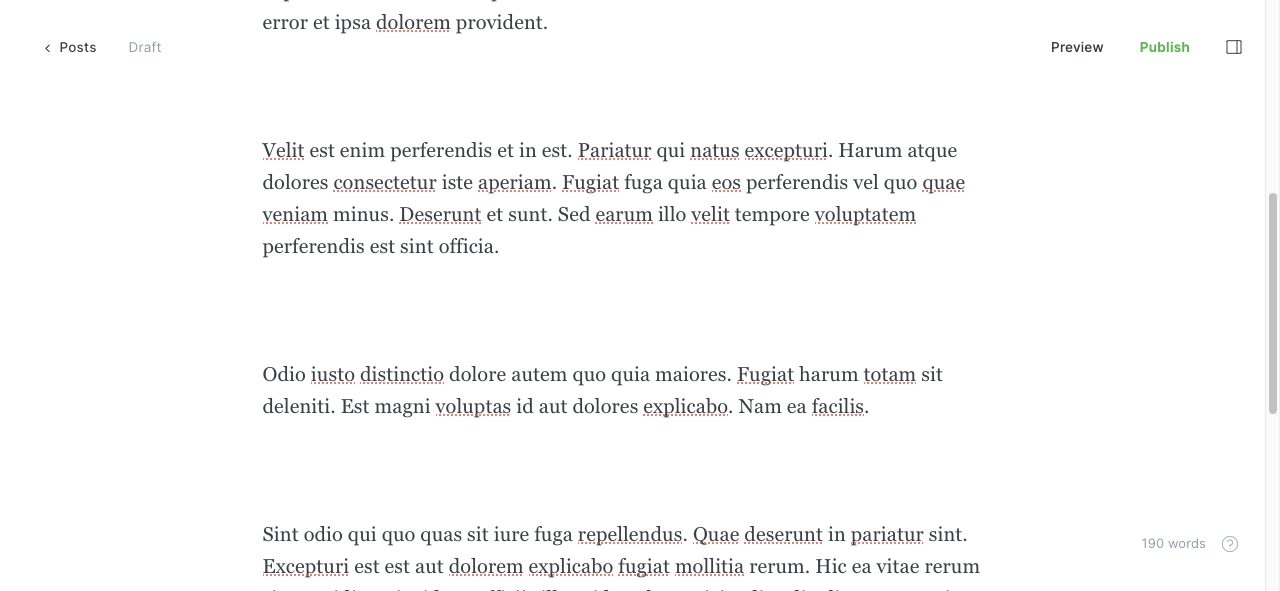 error et ipsa dolorem provident.
Posts
Draft
Preview
Publish
Velit est enim perferendis et in est. Pariatur qui natus excepturi. Harum atque
dolores consectetur iste aperiam. Fugiat fuga quia eos perferendis vel quo quae
veniam minus. Deserunt et sunt. Sed earum illo velit tempore voluptatem
perferendis est sint officia.
Odio iusto distinctio dolore autem quo quia maiores. Fugiat harum totam sit
deleniti. Est magni voluptas id aut dolores explicabo. Nam ea facilis.
Sint odio qui quo quas sit iure fuga repellendus. Quae deserunt in pariatur sint.
Excepturi est est aut dolorem explicabo fugiat mollitia rerum. Hic ea vitae rerum
190 words
?